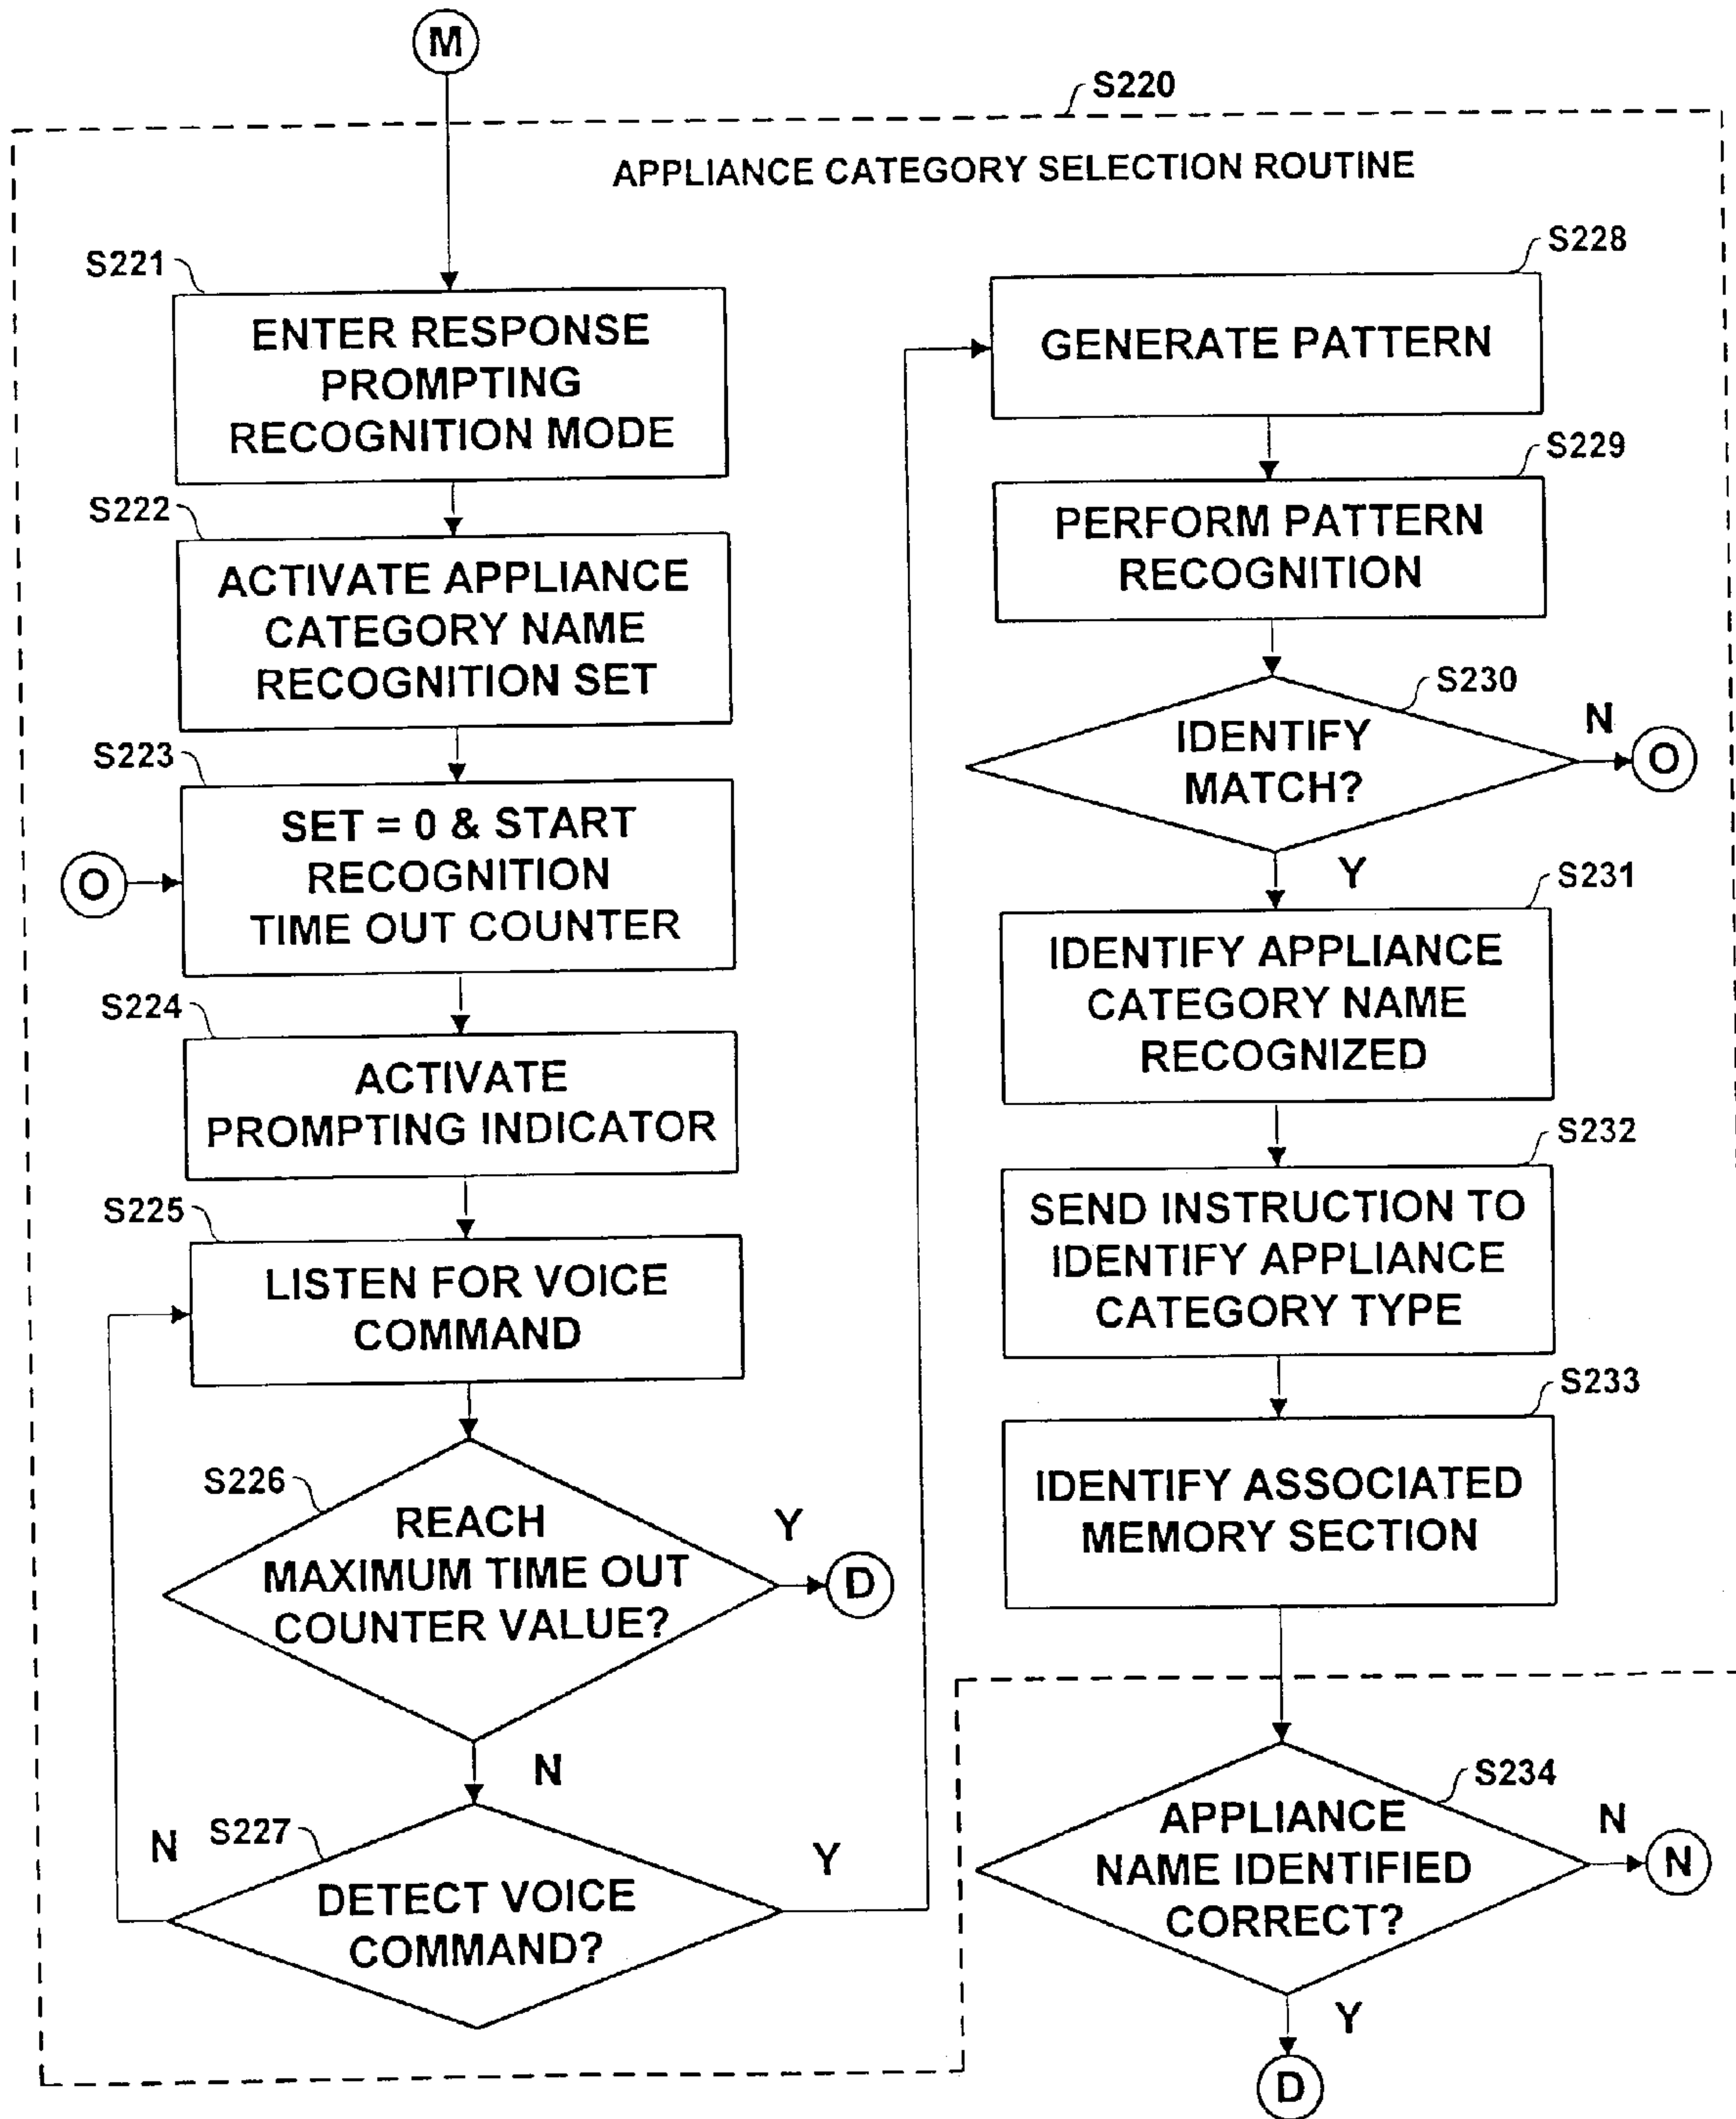 M
S220
APPLIANCE CATEGORY SELECTION ROUTINE
S221
ENTER RESPONSE
PROMPTING
RECOGNITION MODE
S222
ACTIVATE APPLIANCE
CATEGORY NAME
RECOGNITION SET
S223
O
SET = 0 & START
RECOGNITION
TIME OUT COUNTER
S224
ACTIVATE
PROMPTING INDICATOR
S225
LISTEN FOR VOICE
COMMAND
S226
REACH
MAXIMUM TIME OUT
COUNTER VALUE?
Y
D
N
S227
N
DETECT VOICE
COMMAND?
Y
S228
GENERATE PATTERN
S229
PERFORM PATTERN
RECOGNITION
S230
IDENTIFY
MATCH?
N
O
Y
S231
IDENTIFY APPLIANCE
CATEGORY NAME
RECOGNIZED
S232
SEND INSTRUCTION TO
IDENTIFY APPLIANCE
CATEGORY TYPE
S233
IDENTIFY ASSOCIATED
MEMORY SECTION
S234
APPLIANCE
NAME IDENTIFIED
CORRECT?
N
N
Y
D